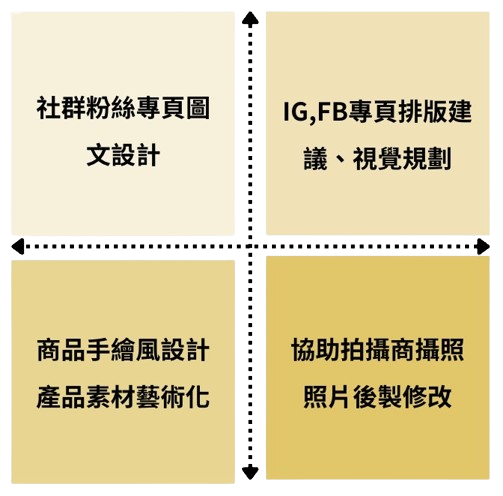 社群粉絲專頁圖
文設計
IG,FB專頁排版建
議、視覺規劃
商品手繪風設計
產品素材藝術化
協助拍攝商攝照
照片後製修改